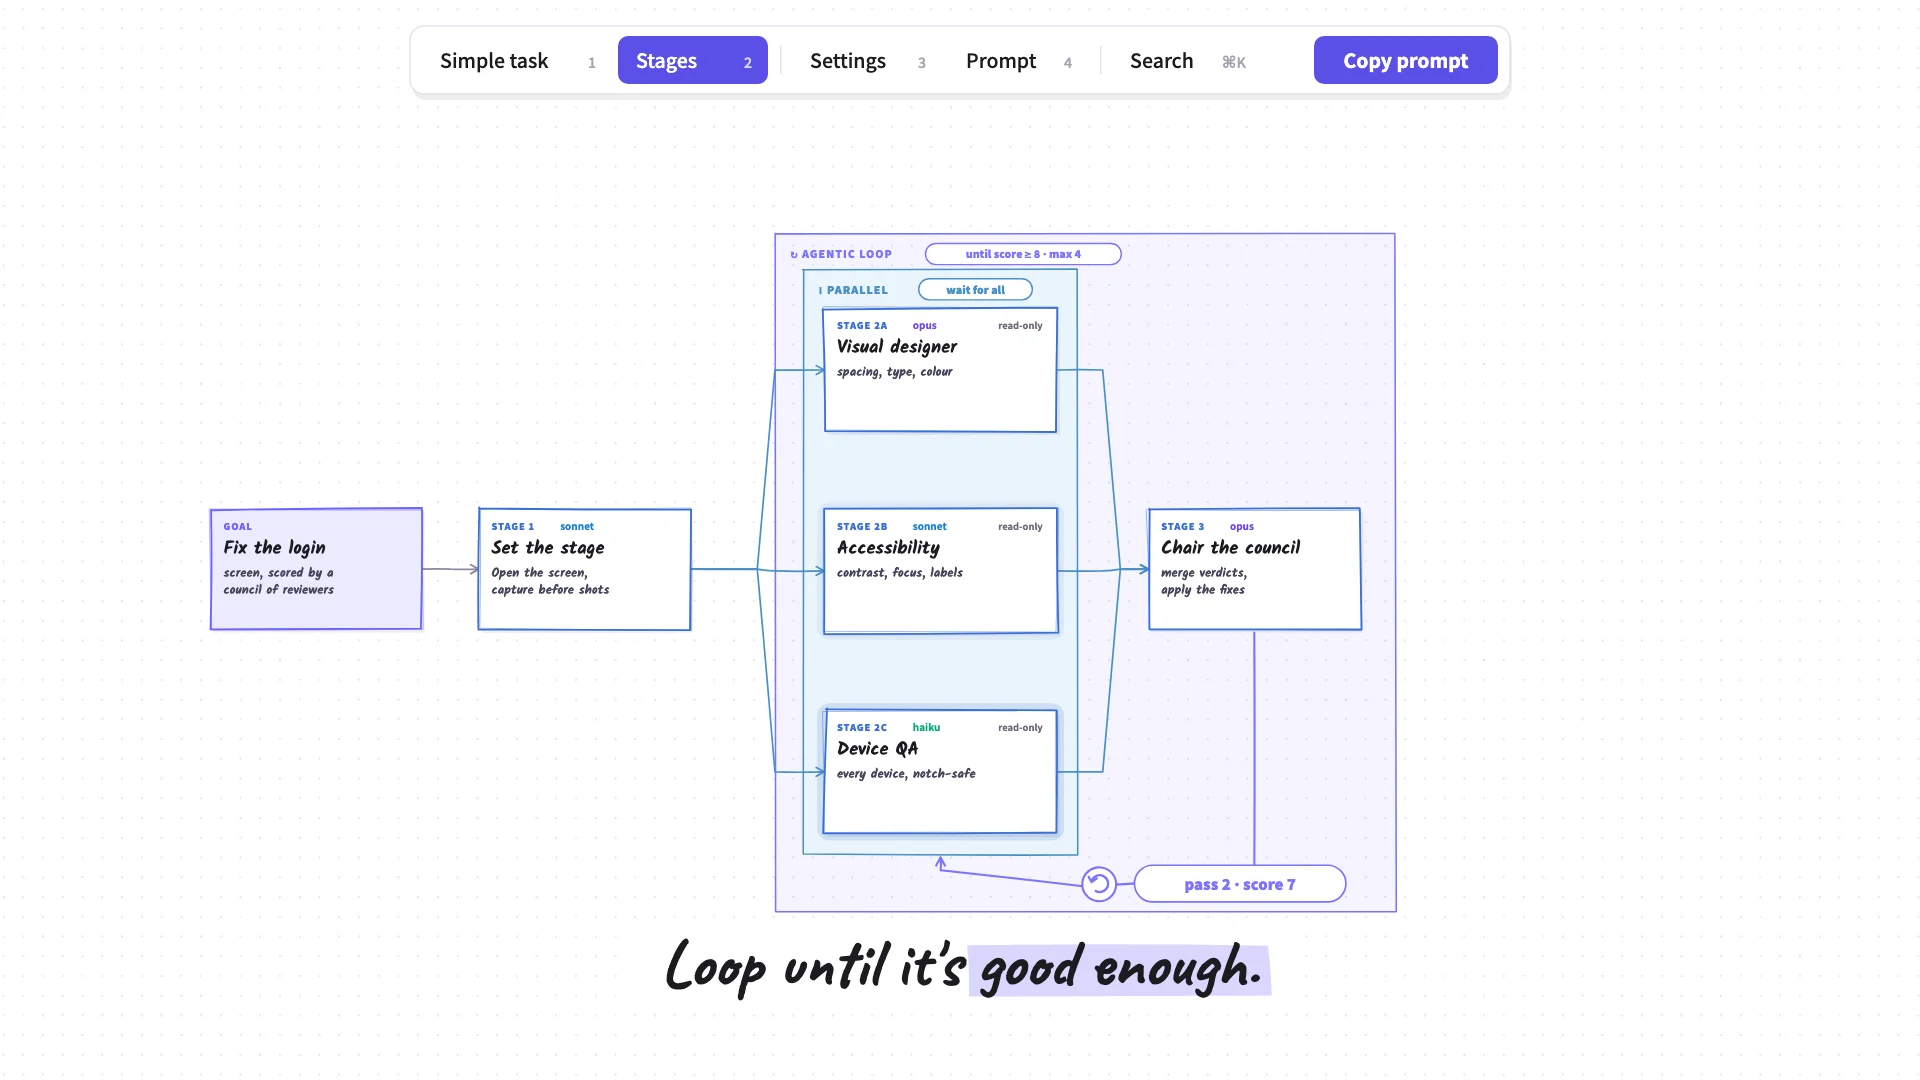 Simple task 1 Stages 2 Settings 3 Prompt 4 Search ⌘K Copy prompt
↻ AGENTIC LOOP until score ≥ 8 · max 4
∥ PARALLEL wait for all
STAGE 2A opus read-only
Visual designer
spacing, type, colour
GOAL
Fix the login
screen, scored by a
council of reviewers
STAGE 1 sonnet
Set the stage
Open the screen,
capture before shots
STAGE 2B sonnet read-only
Accessibility
contrast, focus, labels
STAGE 3 opus
Chair the council
merge verdicts,
apply the fixes
STAGE 2C haiku read-only
Device QA
every device, notch-safe
pass 2 · score 7
Loop until it's good enough.